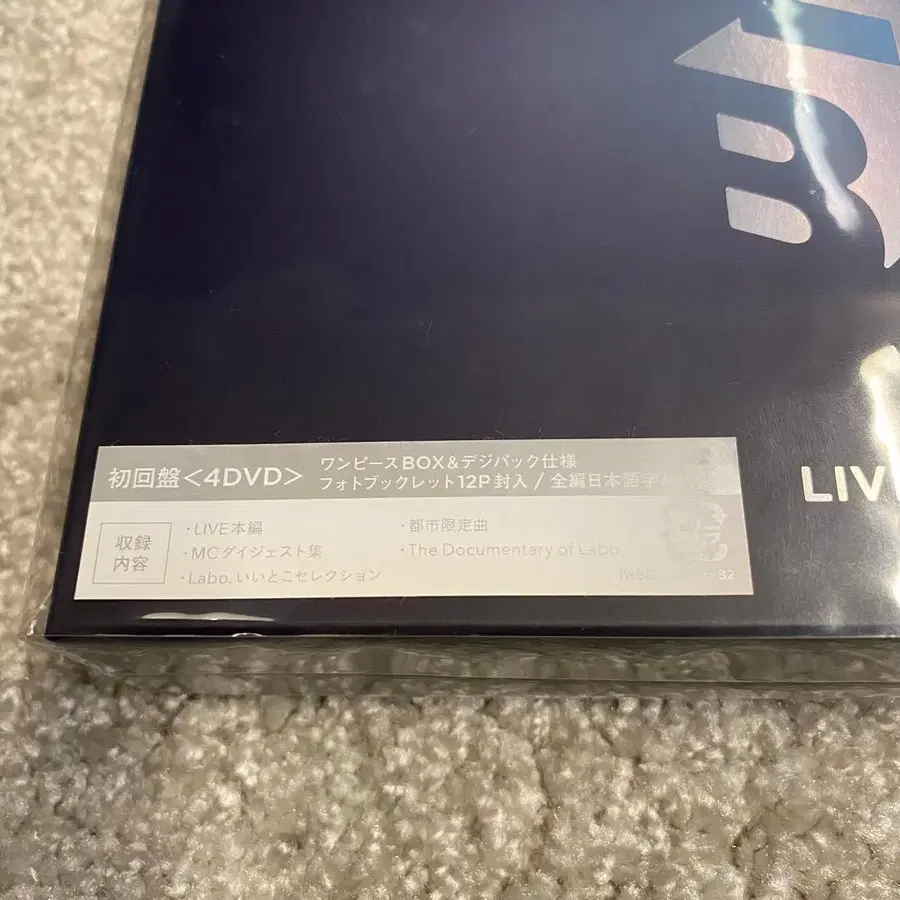 B
LIV
初回盤<4DVD>
ワンピースBOX&デジパック仕様
フォトブックレット12P封入 / 全編日本語字
収録
内容
・LIVE本編
・MCダイジェスト集
・Labo.いいとこセレクション
・都市限定曲
・The Documentary of Labo
82